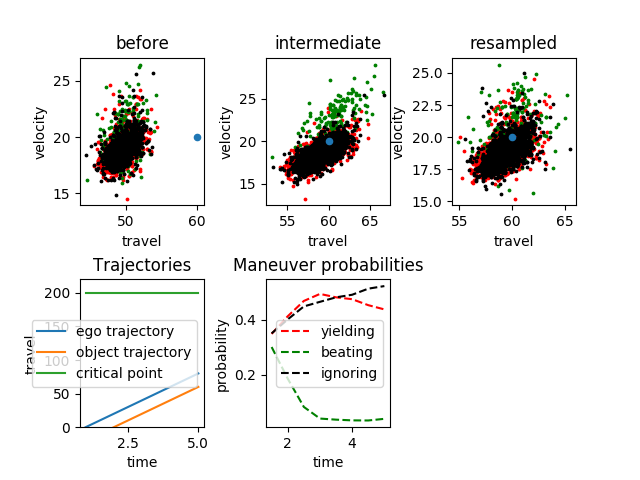 before
intermediate
resampled
25
20
15
50
60
velocity
travel
25
20
15
55
60
65
velocity
travel
25.0
22.5
20.0
17.5
15.0
55
60
65
velocity
travel
Trajectories
Maneuver probabilities
200
150
100
50
0
2.5
5.0
travel
time
ego trajectory
object trajectory
critical point
0.4
0.2
2
4
probability
time
yielding
beating
ignoring